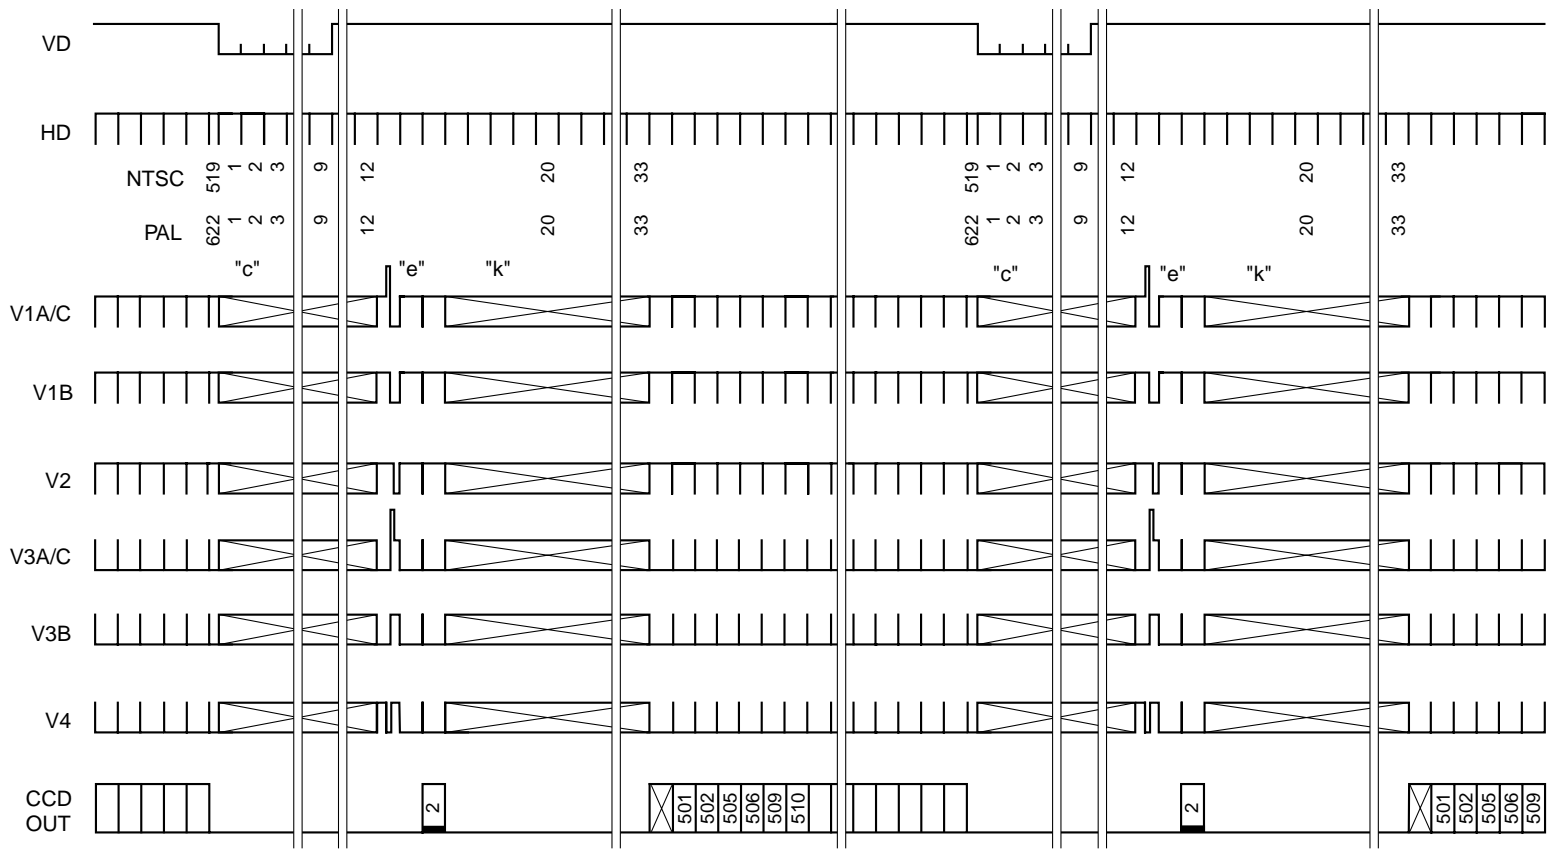 VD
HD
NTSC 519 1 2 3 9 12 20 33 519 1 2 3 9 12 20 33
PAL 622 1 2 3 9 12 20 33 622 1 2 3 9 12 20 33
"c" "e" "k" "c" "e" "k"
V1A/C
V1B
V2
V3A/C
V3B
V4
CCD OUT 2 501 502 505 506 509 510 2 501 502 505 506 509